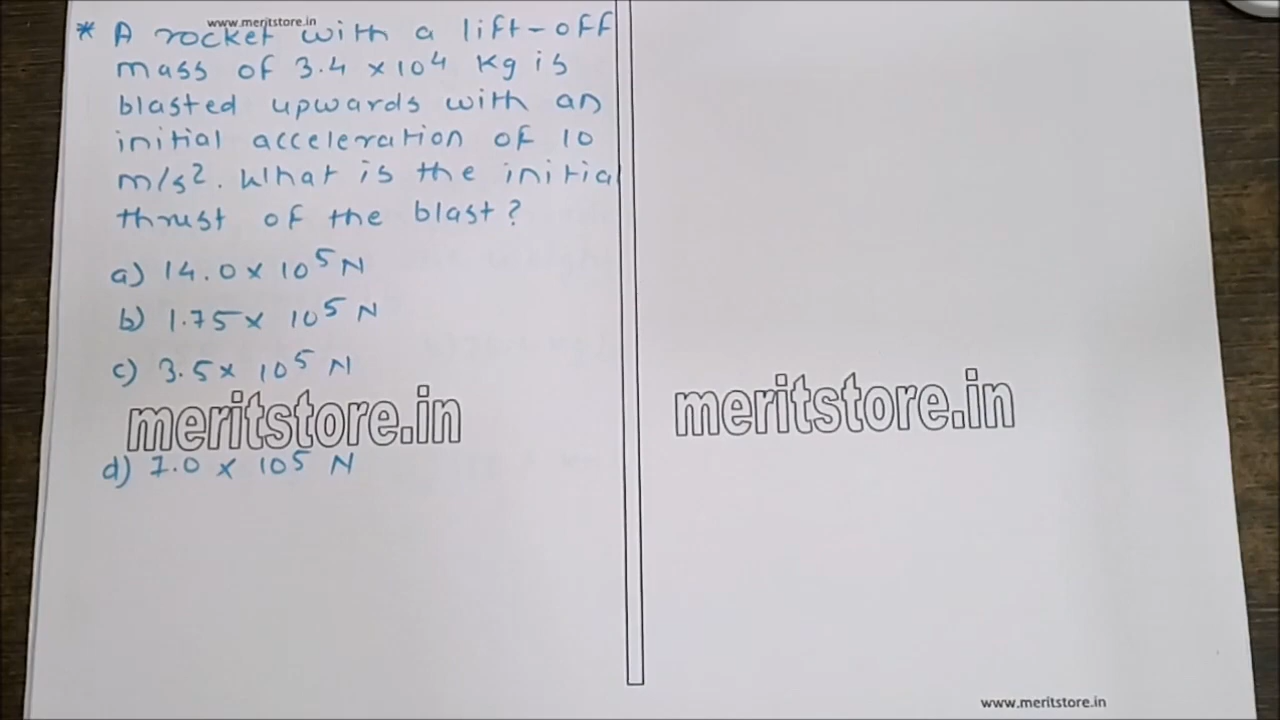 www.meritstore.in
* A rocket with a lift-off
mass of 3.4 ×10⁴ kg is
blasted upwards with an
initial acceleration of 10
m/s². What is the initial
thrust of the blast?
a) 14.0 × 10⁵ N
b) 1.75 × 10⁵ N
c) 3.5 × 10⁵ N
meritstore.in
d) 7.0 × 10⁵ N
meritstore.in
www.meritstore.in